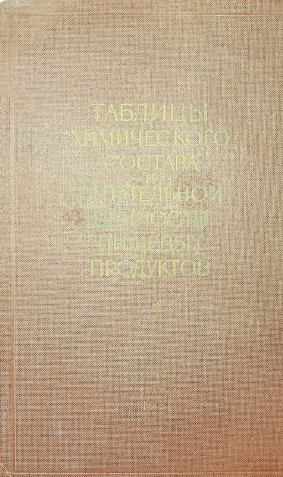 ТАБЛИЦЫ
ХИМИЧЕСКОГО
СОСТАВА
И
ПИТАТЕЛЬНОЙ
ЦЕННОСТИ
ПИЩЕВЫХ
ПРОДУКТОВ